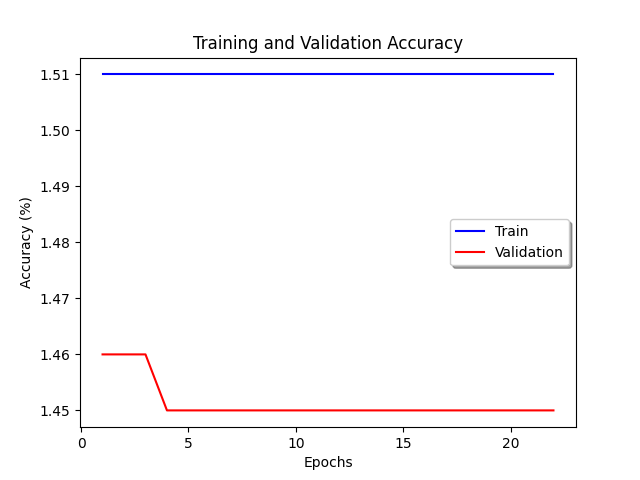 Training and Validation Accuracy
1.51
1.50
1.49
1.48
1.47
1.46
1.45
Accuracy (%)
Train
Validation
0 5 10 15 20
Epochs